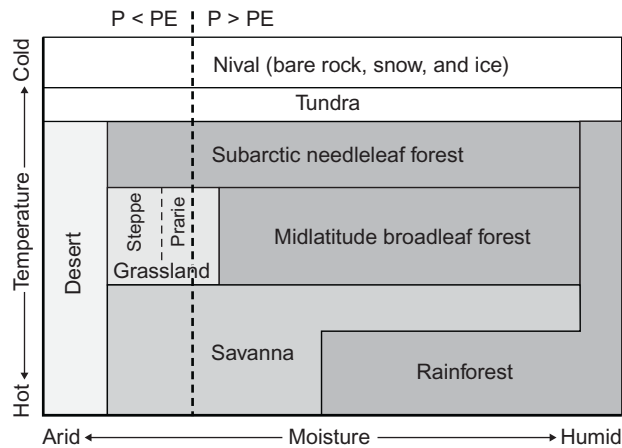 P < PE P > PE
Cold
Nival (bare rock, snow, and ice)
Tundra
Subarctic needleleaf forest
Temperature
Desert
Steppe
Prarie
Grassland
Midlatitude broadleaf forest
Savanna
Rainforest
Hot
Arid Moisture Humid